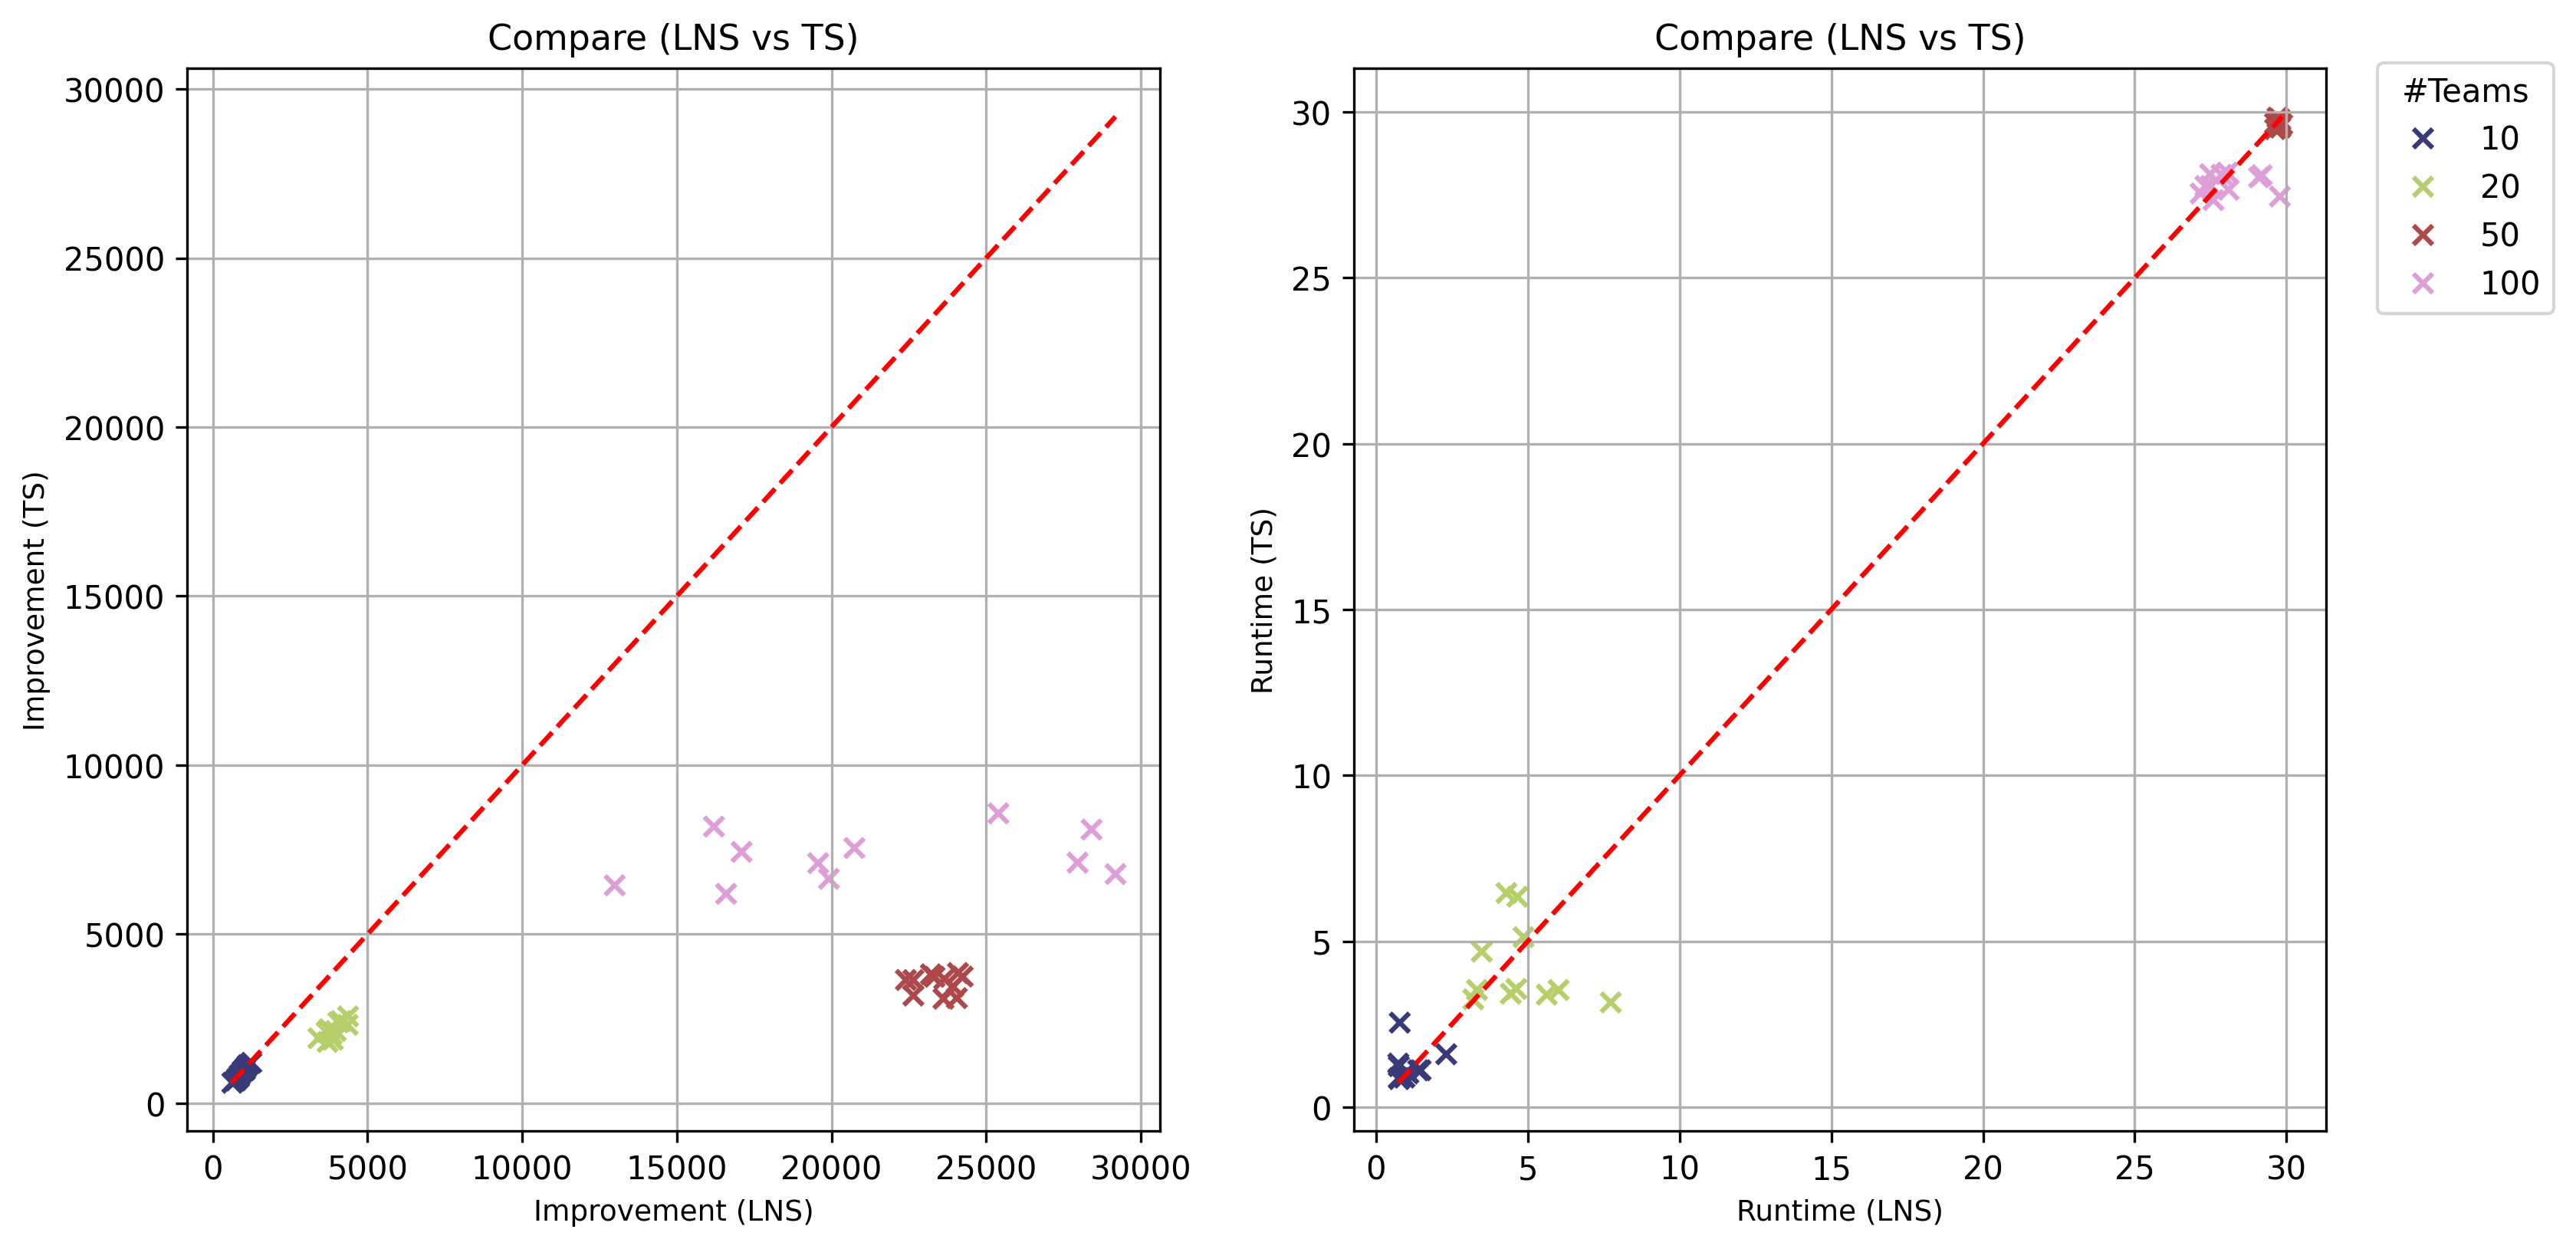 Compare (LNS vs TS)
Improvement (TS)
30000
25000
20000
15000
10000
5000
0
0 5000 10000 15000 20000 25000 30000
Improvement (LNS)
Compare (LNS vs TS)
Runtime (TS)
30
25
20
15
10
5
0
0 5 10 15 20 25 30
Runtime (LNS)
#Teams
10
20
50
100